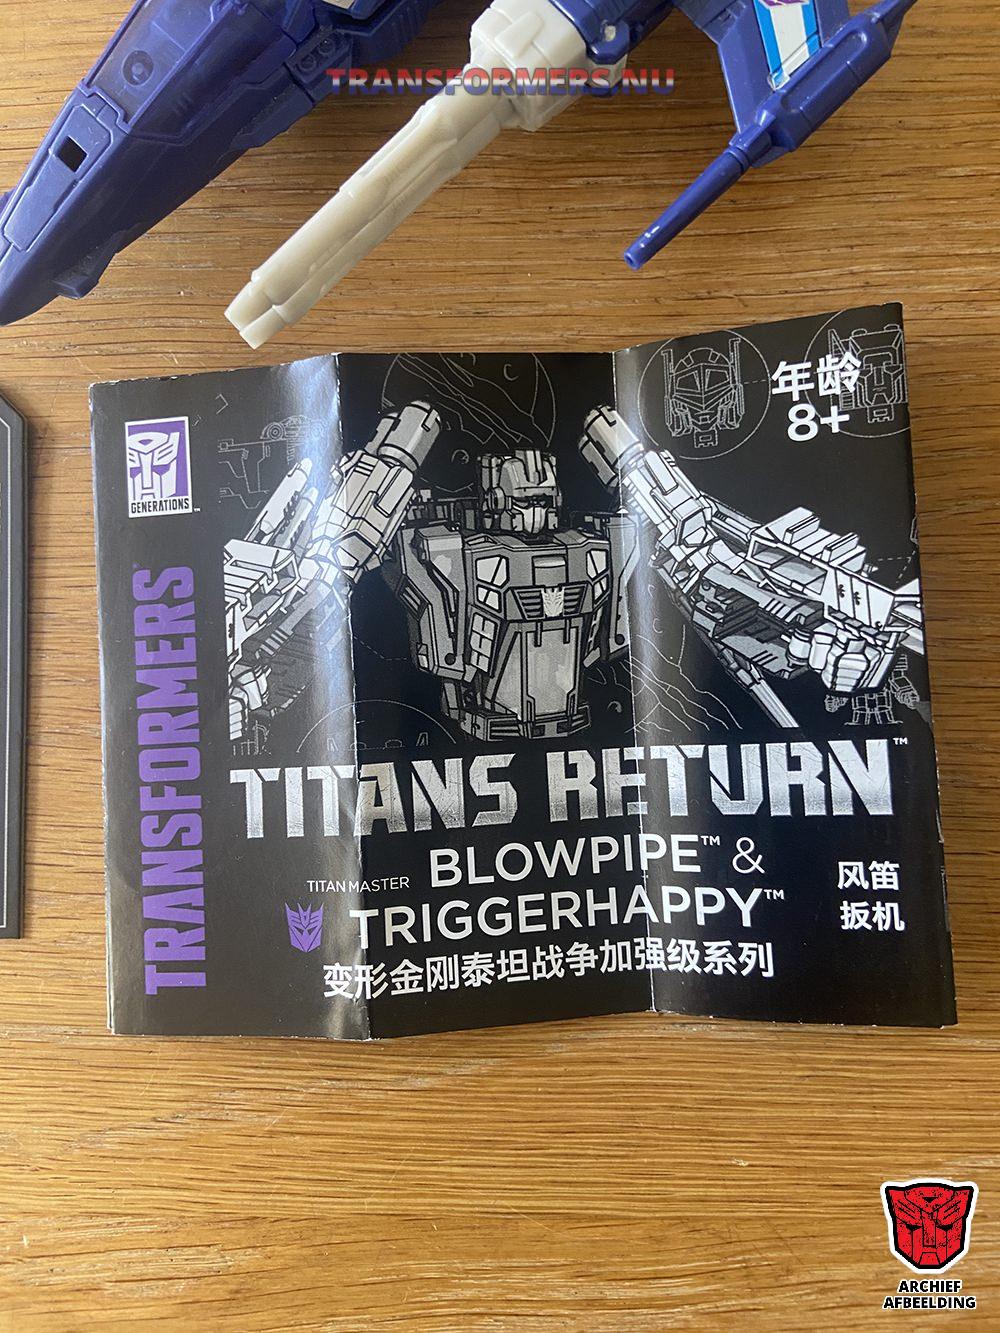 TRANSFORMERS.NU
年龄
8+
GENERATIONS™
TRANSFORMERS
TITANS RETURN™
TITAN MASTER BLOWPIPE™ &
TRIGGERHAPPY™
风笛
扳机
变形金刚泰坦战争加强级系列
ARCHIEF
AFBEELDING